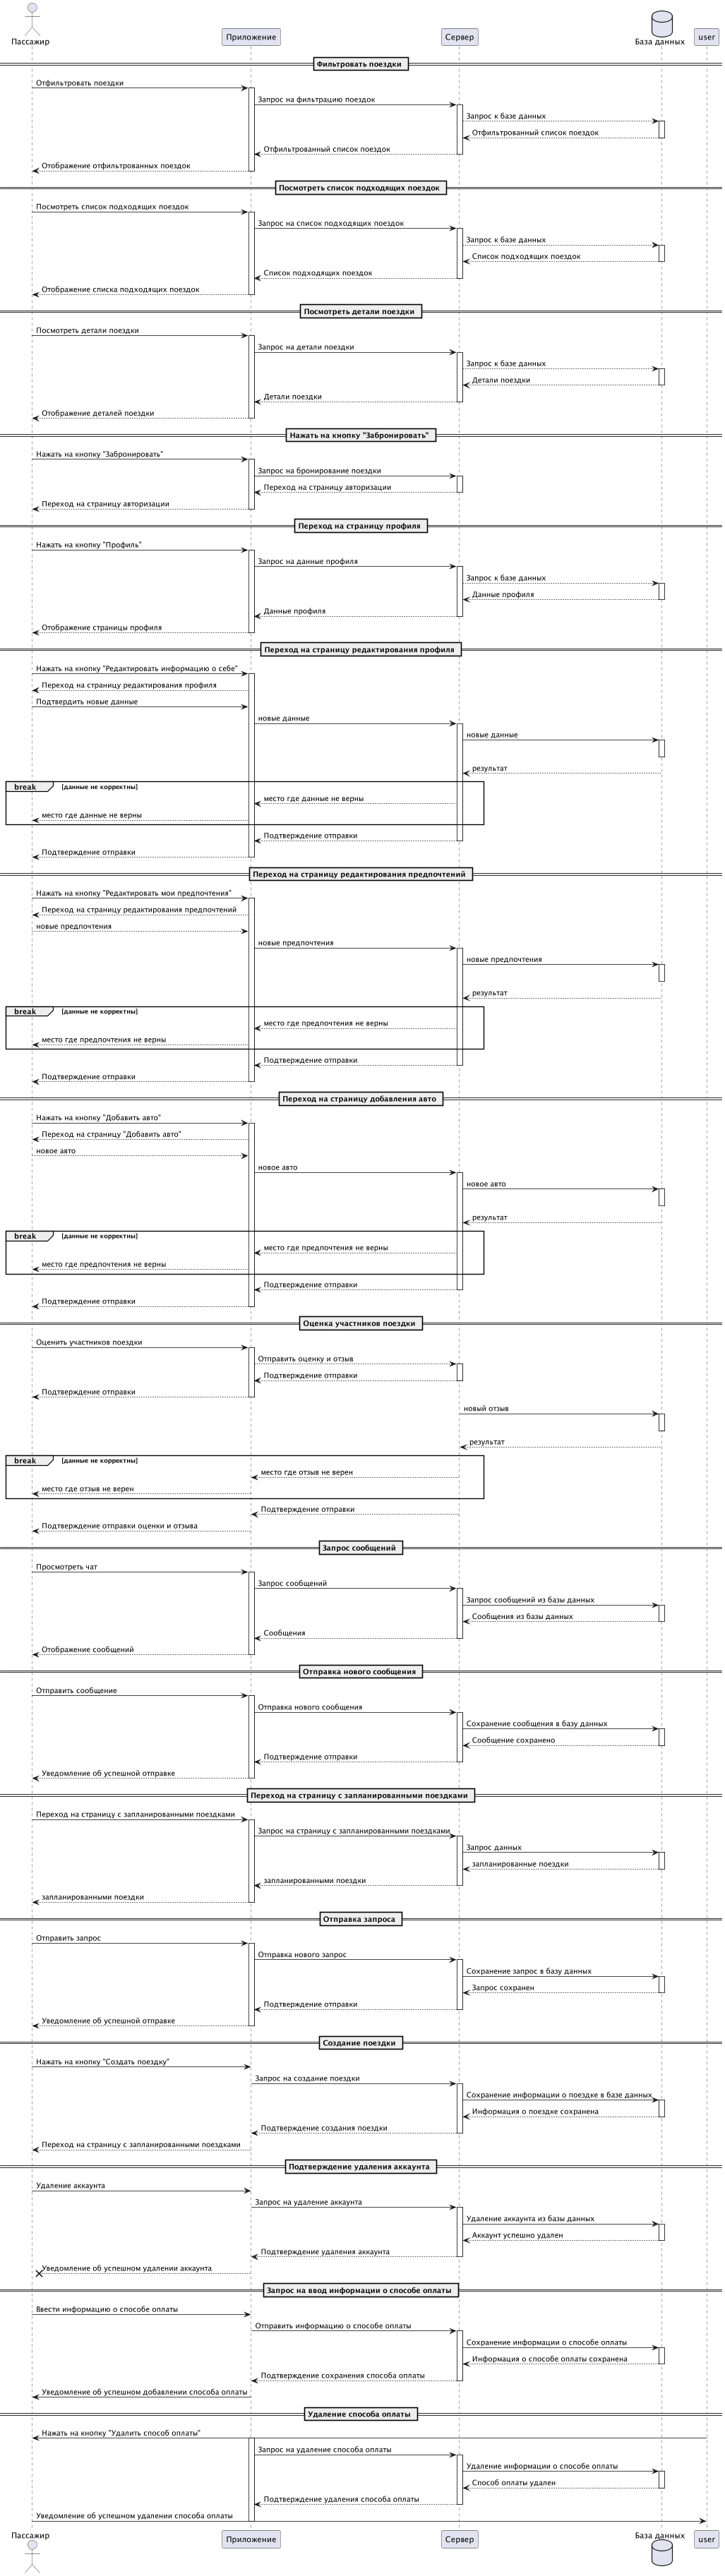 Пассажир
Приложение
Сервер
База данных
user
Фильтровать поездки
Отфильтровать поездки
Запрос на фильтрацию поездок
Запрос к базе данных
Отфильтрованный список поездок
Отфильтрованный список поездок
Отображение отфильтрованных поездок
Посмотреть список подходящих поездок
Посмотреть список подходящих поездок
Запрос на список подходящих поездок
Запрос к базе данных
Список подходящих поездок
Список подходящих поездок
Отображение списка подходящих поездок
Посмотреть детали поездки
Посмотреть детали поездки
Запрос на детали поездки
Запрос к базе данных
Детали поездки
Детали поездки
Отображение деталей поездки
Нажать на кнопку "Забронировать"
Нажать на кнопку "Забронировать"
Запрос на бронирование поездки
Переход на страницу авторизации
Переход на страницу авторизации
Переход на страницу профиля
Нажать на кнопку "Профиль"
Запрос на данные профиля
Запрос к базе данных
Данные профиля
Данные профиля
Отображение страницы профиля
Переход на страницу редактирования профиля
Нажать на кнопку "Редактировать информацию о себе"
Переход на страницу редактирования профиля
Подтвердить новые данные
новые данные
новые данные
результат
break [данные не корректны]
место где данные не верны
место где данные не верны
Подтверждение отправки
Подтверждение отправки
Переход на страницу редактирования предпочтений
Нажать на кнопку "Редактировать мои предпочтения"
Переход на страницу редактирования предпочтений
новые предпочтения
новые предпочтения
новые предпочтения
результат
break [данные не корректны]
место где предпочтения не верны
место где предпочтения не верны
Подтверждение отправки
Подтверждение отправки
Переход на страницу добавления авто
Нажать на кнопку "Добавить авто"
Переход на страницу "Добавить авто"
новое авто
новое авто
новое авто
результат
break [данные не корректны]
место где предпочтения не верны
место где предпочтения не верны
Подтверждение отправки
Подтверждение отправки
Оценка участников поездки
Оценить участников поездки
Отправить оценку и отзыв
Подтверждение отправки
Подтверждение отправки
новый отзыв
результат
break [данные не корректны]
место где отзыв не верен
место где отзыв не верен
Подтверждение отправки
Подтверждение отправки оценки и отзыва
Запрос сообщений
Просмотреть чат
Запрос сообщений
Запрос сообщений из базы данных
Сообщения из базы данных
Сообщения
Отображение сообщений
Отправка нового сообщения
Отправить сообщение
Отправка нового сообщения
Сохранение сообщения в базу данных
Сообщение сохранено
Подтверждение отправки
Уведомление об успешной отправке
Переход на страницу с запланированными поездками
Переход на страницу с запланированными поездками
Запрос на страницу с запланированными поездками
Запрос данных
запланированные поездки
запланированными поездки
запланированными поездки
Отправка запроса
Отправить запрос
Отправка нового запрос
Сохранение запрос в базу данных
Запрос сохранен
Подтверждение отправки
Уведомление об успешной отправке
Создание поездки
Нажать на кнопку "Создать поездку"
Запрос на создание поездки
Сохранение информации о поездке в базе данных
Информация о поездке сохранена
Подтверждение создания поездки
Переход на страницу с запланированными поездками
Подтверждение удаления аккаунта
Удаление аккаунта
Запрос на удаление аккаунта
Удаление аккаунта из базы данных
Аккаунт успешно удален
Подтверждение удаления аккаунта
Уведомление об успешном удалении аккаунта
Запрос на ввод информации о способе оплаты
Ввести информацию о способе оплаты
Отправить информацию о способе оплаты
Сохранение информации о способе оплаты
Информация о способе оплаты сохранена
Подтверждение сохранения способа оплаты
Уведомление об успешном добавлении способа оплаты
Удаление способа оплаты
Нажать на кнопку "Удалить способ оплаты"
Запрос на удаление способа оплаты
Удаление информации о способе оплаты
Способ оплаты удален
Подтверждение удаления способа оплаты
Уведомление об успешном удалении способа оплаты
Пассажир
Приложение
Сервер
База данных
user